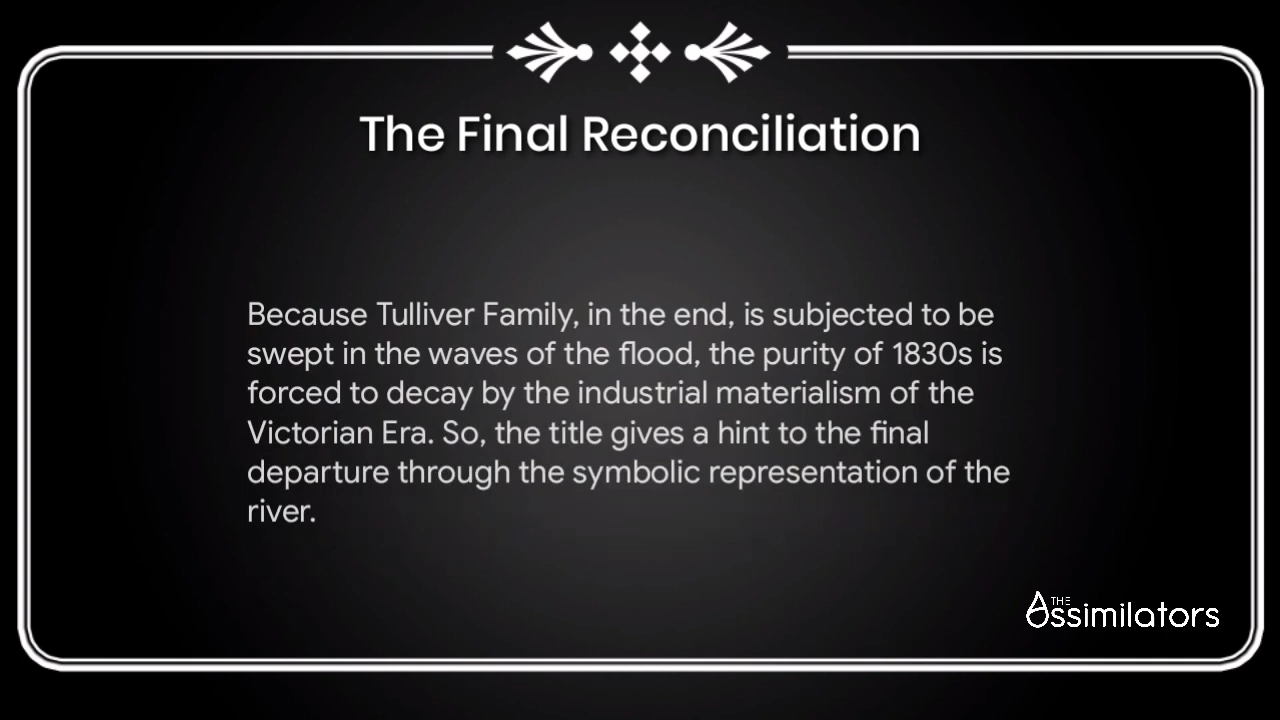 The Final Reconciliation
Because Tulliver Family, in the end, is subjected to be
swept in the waves of the flood, the purity of 1830s is
forced to decay by the industrial materialism of the
Victorian Era. So, the title gives a hint to the final
departure through the symbolic representation of the
river.
THE
Assimilators